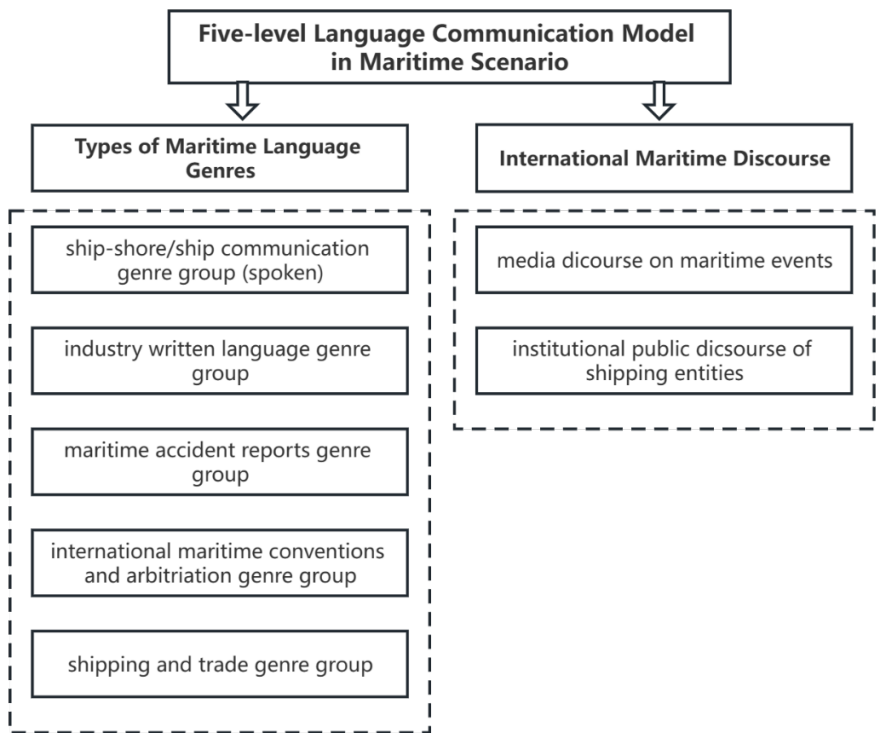 Five-level Language Communication Model
in Maritime Scenario
Types of Maritime Language
Genres
ship-shore/ship communication
genre group (spoken)
industry written language genre
group
maritime accident reports genre
group
international maritime conventions
and arbitriation genre group
shipping and trade genre group
International Maritime Discourse
media dicourse on maritime events
institutional public dicsourse of
shipping entities